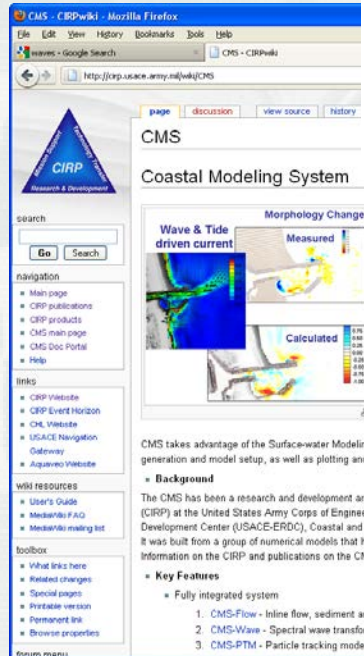 CMS - CIRPwiki - Mozilla Firefox
File Edit View History Bookmarks Tools Help
waves - Google Search
CMS - CIRPwiki
http://cirp.usace.army.mil/wiki/CMS
page discussion view source history
Mission Support
Technology Transfer
CIRP
Research & Development
search
Go Search
navigation
Main page
CIRP publications
CIRP products
CMS main page
CMS Doc Portal
Help
links
CIRP Website
CIRP Event Horizon
CHL Website
USACE Navigation
Gateway
Aquaveo Website
wiki resources
User's Guide
MediaWiki FAQ
MediaWiki mailing list
toolbox
What links here
Related changes
Special pages
Printable version
Permanent link
Browse properties
forum menu
CMS
Coastal Modeling System
Morphology Change
Wave & Tide
driven current
Measured
Calculated
CMS takes advantage of the Surface-water Modelin
generation and model setup, as well as plotting an
Background
The CMS has been a research and development ar
(CIRP) at the United States Army Corps of Engine
Development Center (USACE-ERDC), Coastal and
It was built from a group of numerical models that h
Information on the CIRP and publications on the CM
Key Features
Fully integrated system
1. CMS-Flow - Inline flow, sediment a
2. CMS-Wave - Spectral wave transfo
3. CMS-PTM - Particle tracking mode